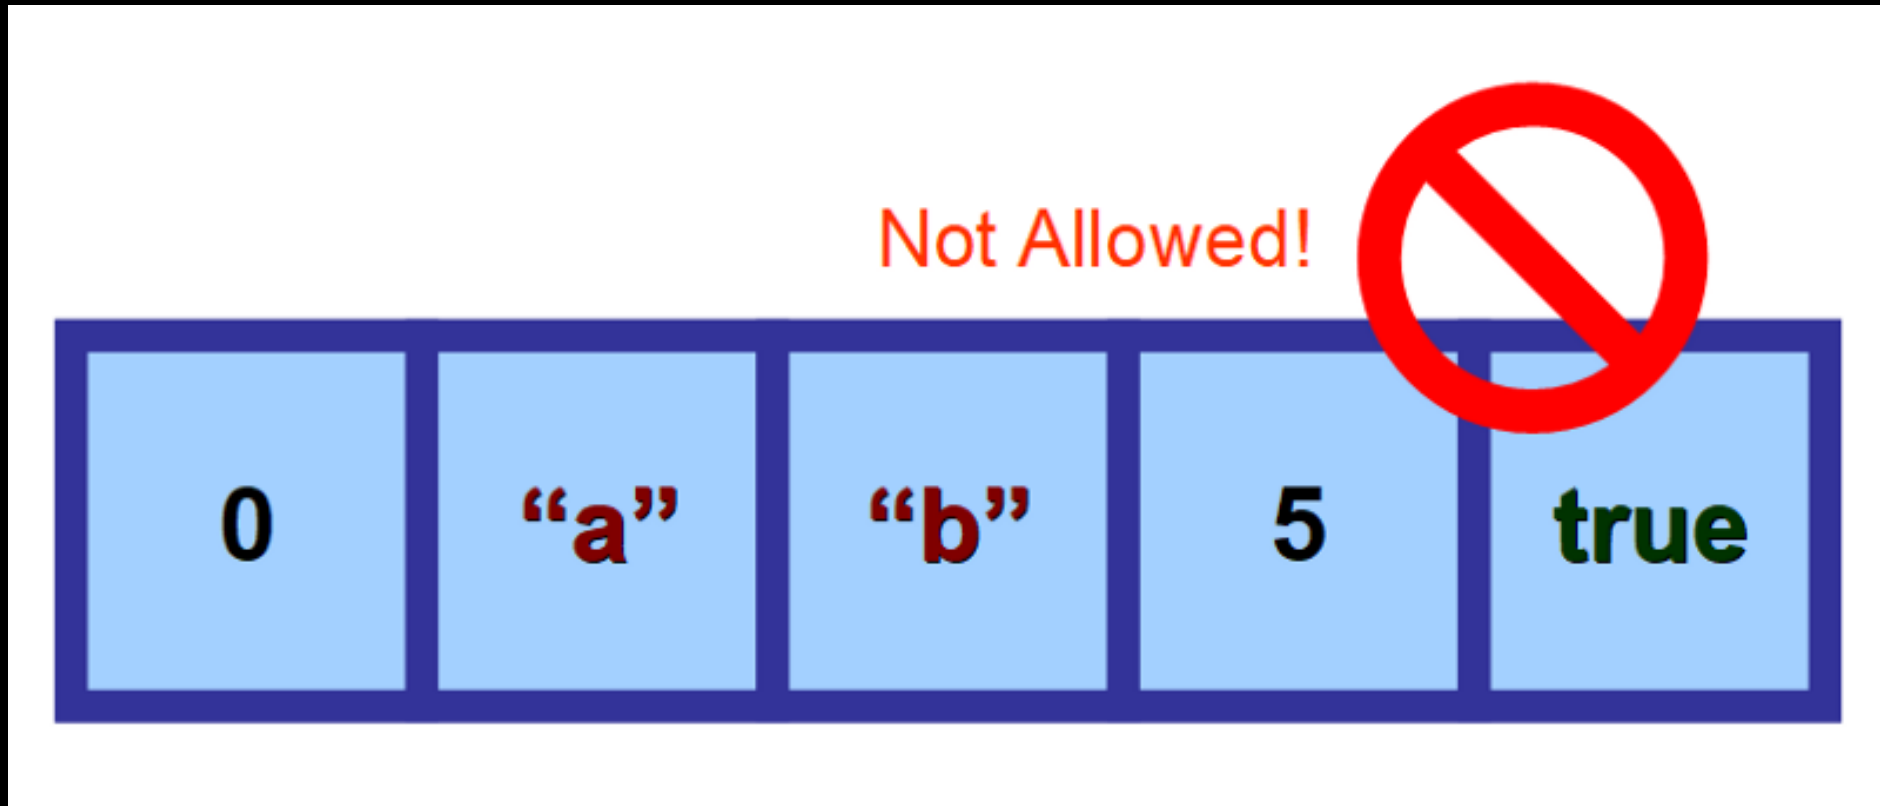 Not Allowed!
0 “a” “b” 5 true